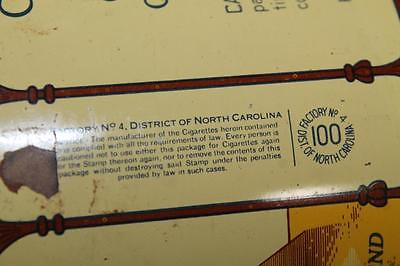 FACTORY Nº 4, DISTRICT OF NORTH CAROLINA
The manufacturer of the Cigarettes herein contained
complied with all the requirements of law. Every person is
cautioned not to use either this package for Cigarettes again
or the Stamp thereon again, nor to remove the contents of this
package without destroying said Stamp under the penalties
provided by law in such cases.
FACTORY Nº 4
100
DIST. OF NORTH CAROLINA